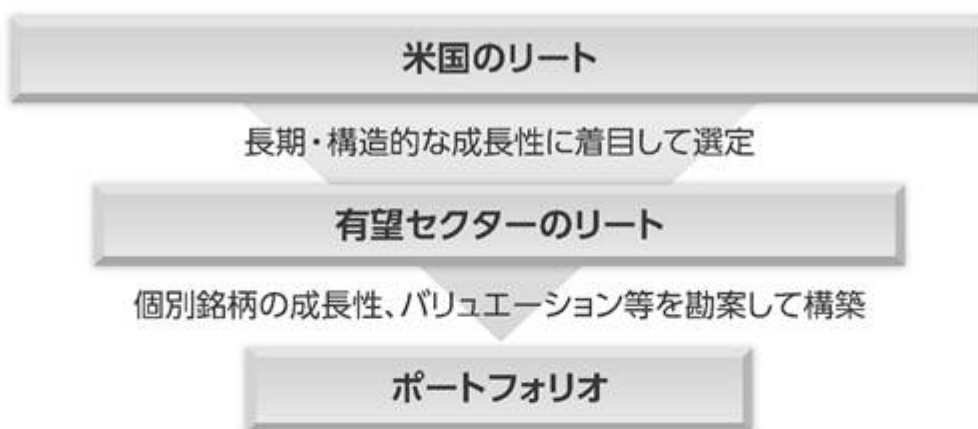 米国のリート
長期・構造的な成長性に着目して選定
有望セクターのリート
個別銘柄の成長性、バリュエーション等を勘案して構築
ポートフォリオ